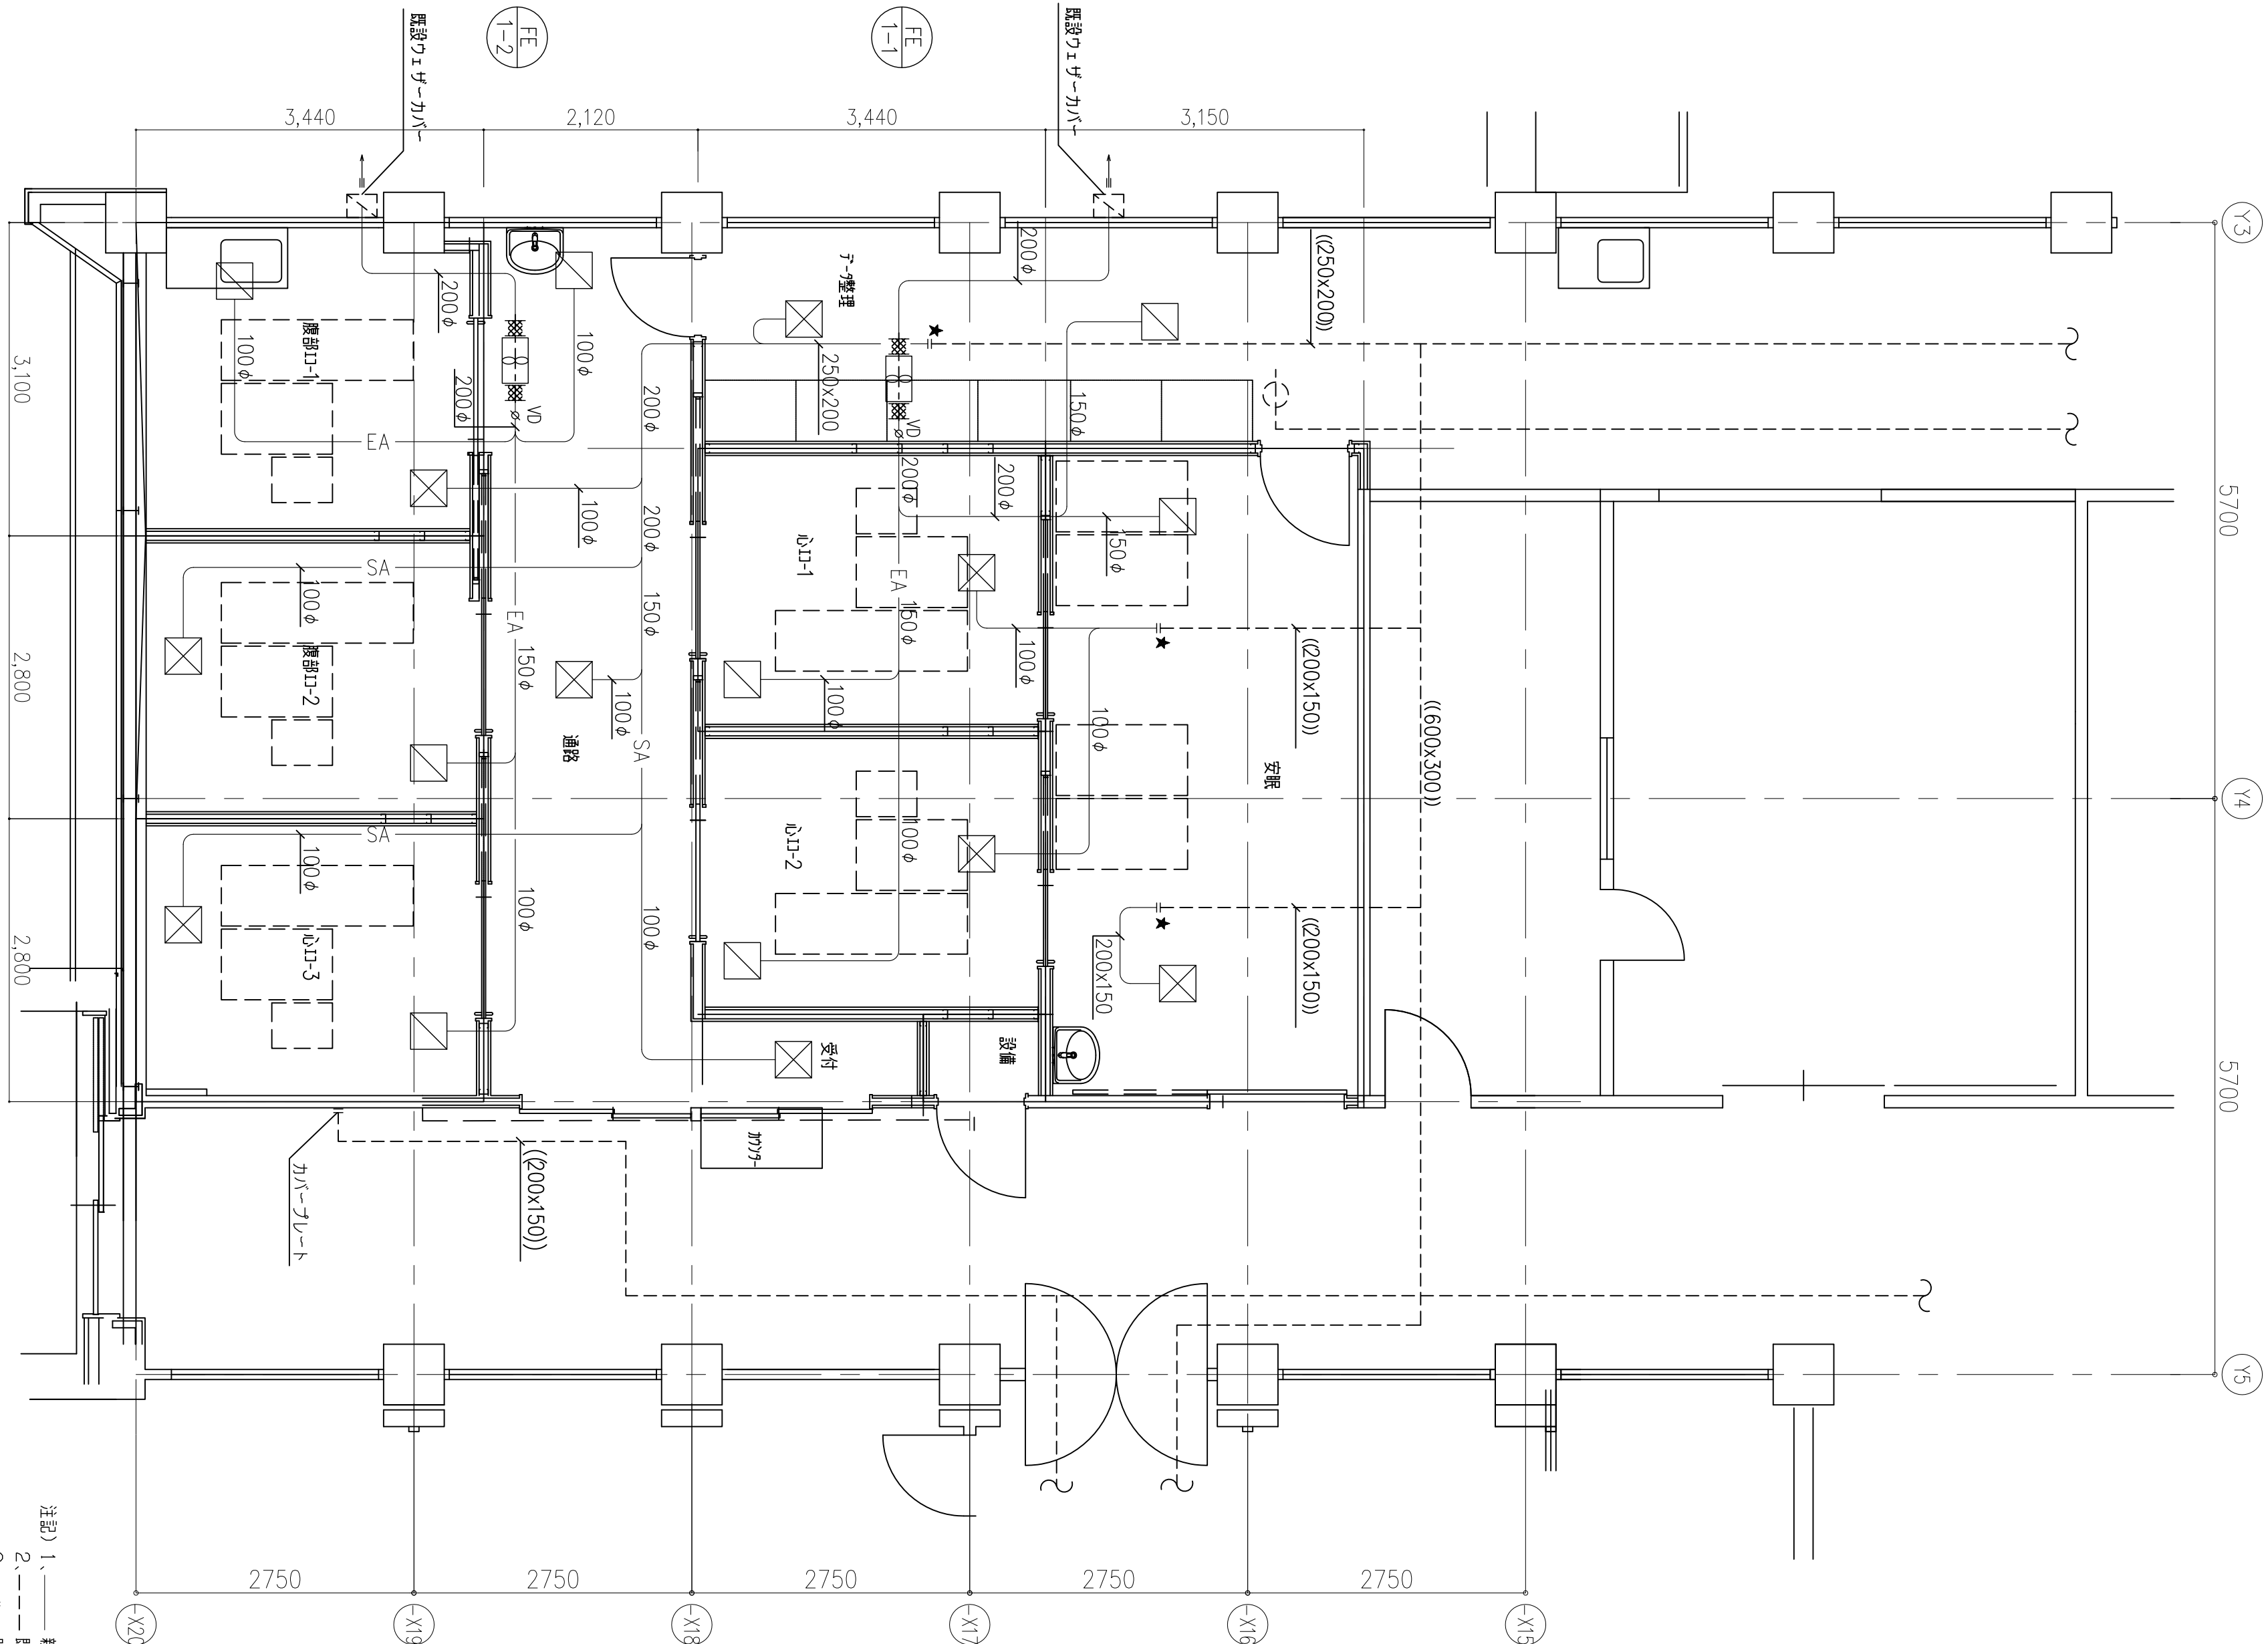 FE
1-2
FE
1-1
既設ウェザーカバー
既設ウェザーカバー
3,440
2,120
3,440
3,150
Y3
200φ
((250x200))
データ整理
200φ
腹部エコー1
100φ
100φ
200φ
VD
200φ
250x200
VD
150φ
EA
200φ
200φ
3,100
5700
100φ
200φ
150φ
心エコー1
SA
EA
100φ
150φ
150φ
EA
100φ
((200x150))
腹部エコー2
150φ
100φ
100φ
2,800
通路
SA
100φ
安眠
((600x300))
Y4
SA
100φ
心エコー2
100φ
100φ
100φ
心エコー3
200x150
((200x150))
2,800
受付
設備
5700
カウンター
カバープレート
((200x150))
Y5
注記) 1、
2、
2750
2750
2750
2750
2750
X20
X19
X18
X17
X16
X15